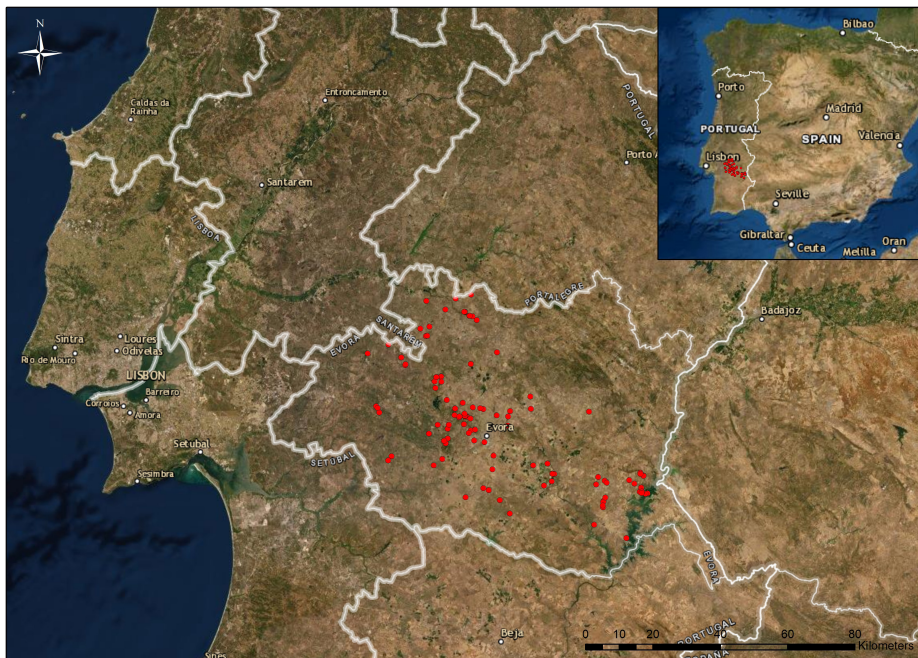 N
Bilbao
Porto
Madrid
PORTUGAL
SPAIN
Valencia
Lisbon
Seville
Gibraltar
Ceuta
Melilla
Oran
Entroncamento
Caldas da
Rainha
PORTUGAL
Porto A
Santarem
LISBOA
PORTALEGRE
Badajoz
SANTAREM
EVORA
Sintra
Loures
Rio de Mouro
Odivelas
LISBON
Barreiro
Corroios
Amora
Evora
Setubal
SETUBAL
Sesimbra
EVORA
Beja
PORTUGAL
0 5 10 20 40 60 80
Kilometers